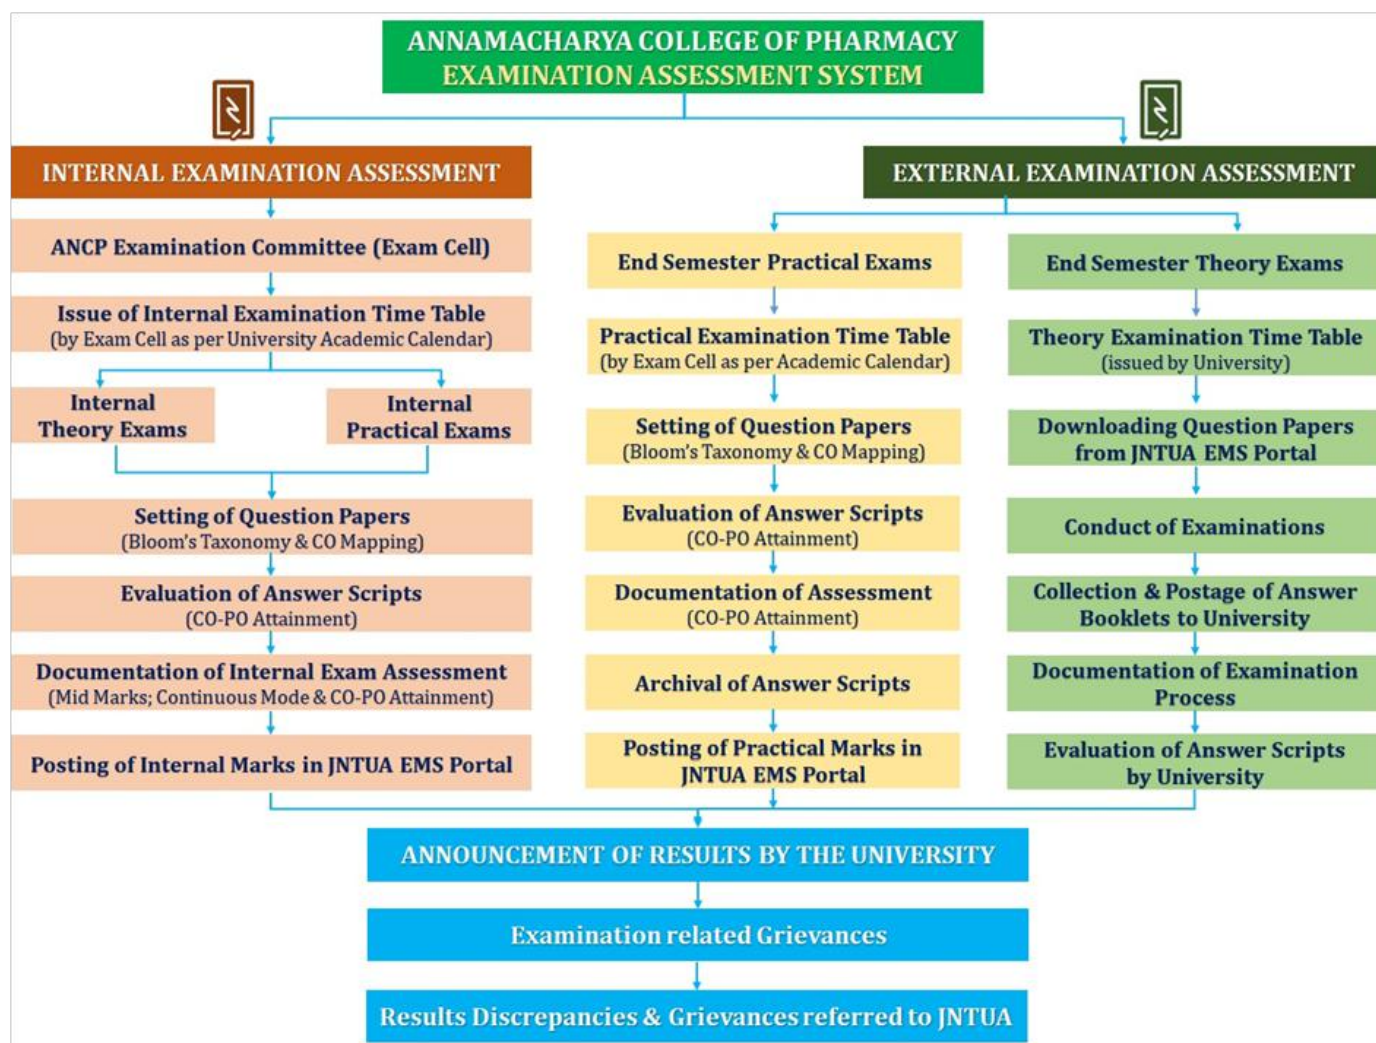 ANNAMACHARYA COLLEGE OF PHARMACY
EXAMINATION ASSESSMENT SYSTEM
INTERNAL EXAMINATION ASSESSMENT
ANCP Examination Committee (Exam Cell)
Issue of Internal Examination Time Table
(by Exam Cell as per University Academic Calendar)
Internal
Theory Exams
Internal
Practical Exams
Setting of Question Papers
(Bloom's Taxonomy & CO Mapping)
Evaluation of Answer Scripts
(CO-PO Attainment)
Documentation of Internal Exam Assessment
(Mid Marks; Continuous Mode & CO-PO Attainment)
Posting of Internal Marks in JNTUA EMS Portal
EXTERNAL EXAMINATION ASSESSMENT
End Semester Practical Exams
Practical Examination Time Table
(by Exam Cell as per Academic Calendar)
Setting of Question Papers
(Bloom's Taxonomy & CO Mapping)
Evaluation of Answer Scripts
(CO-PO Attainment)
Documentation of Assessment
(CO-PO Attainment)
Archival of Answer Scripts
Posting of Practical Marks in
JNTUA EMS Portal
End Semester Theory Exams
Theory Examination Time Table
(issued by University)
Downloading Question Papers
from JNTUA EMS Portal
Conduct of Examinations
Collection & Postage of Answer
Booklets to University
Documentation of Examination
Process
Evaluation of Answer Scripts
by University
ANNOUNCEMENT OF RESULTS BY THE UNIVERSITY
Examination related Grievances
Results Discrepancies & Grievances referred to JNTUA